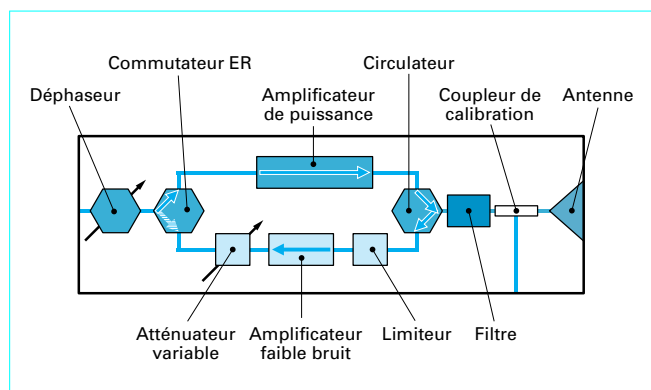 Déphaseur
Commutateur ER
Amplificateur
de puissance
Circulateur
Coupleur de
calibration
Antenne
Atténuateur
variable
Amplificateur
faible bruit
Limiteur
Filtre